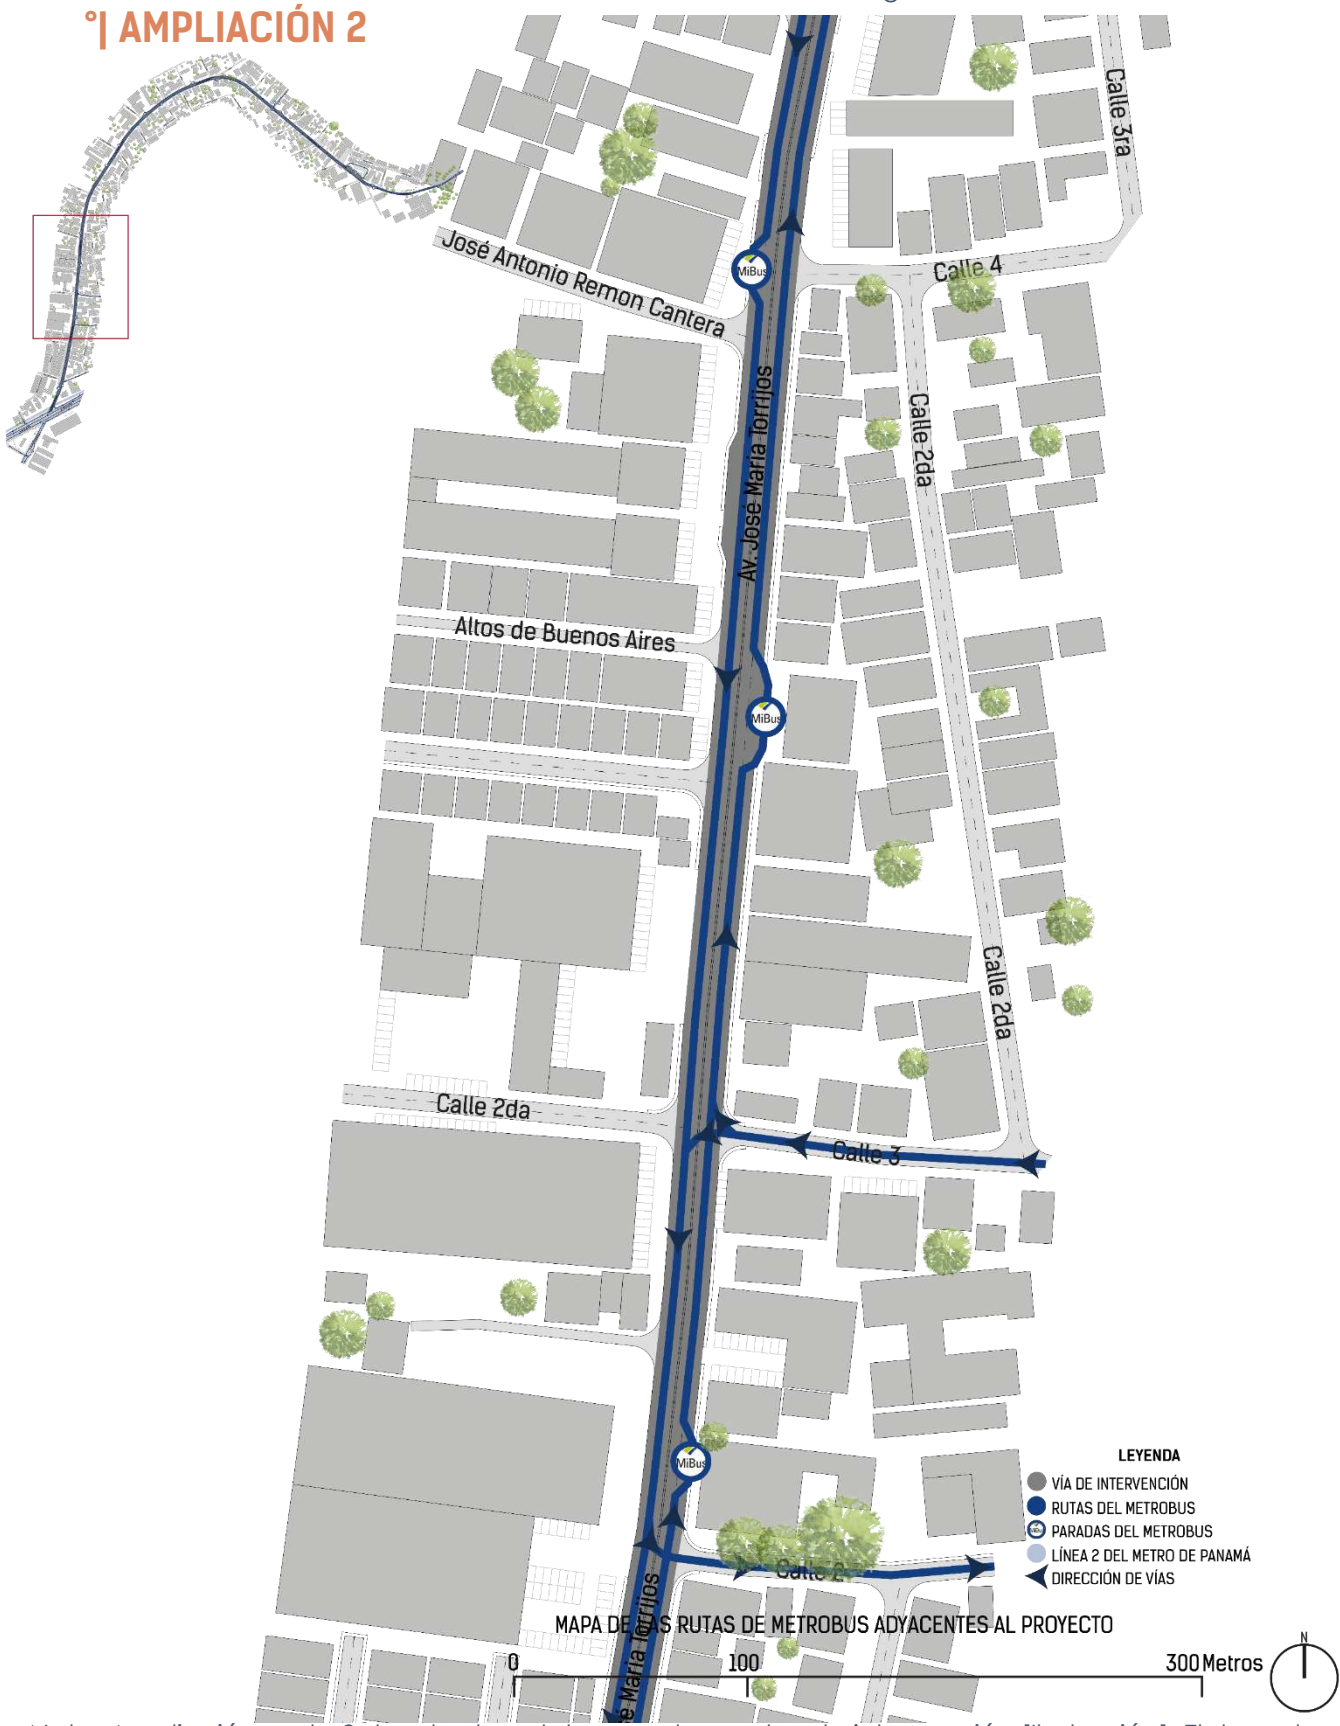 °| AMPLIACIÓN 2
Calle 3ra
José Antonio Remon Cantera
MiBus
Calle 4
Av. José Maria Torrijos
Calle 2da
Altos de Buenos Aires
MiBus
Calle 2da
Calle 2da
Calle 3
MiBus
LEYENDA
VÍA DE INTERVENCIÓN
RUTAS DEL METROBUS
PARADAS DEL METROBUS
LÍNEA 2 DEL METRO DE PANAMÁ
DIRECCIÓN DE VÍAS
Calle 2
Maria Torrijos
MAPA DE LAS RUTAS DE METROBUS ADYACENTES AL PROYECTO
N
0 100 300 Metros